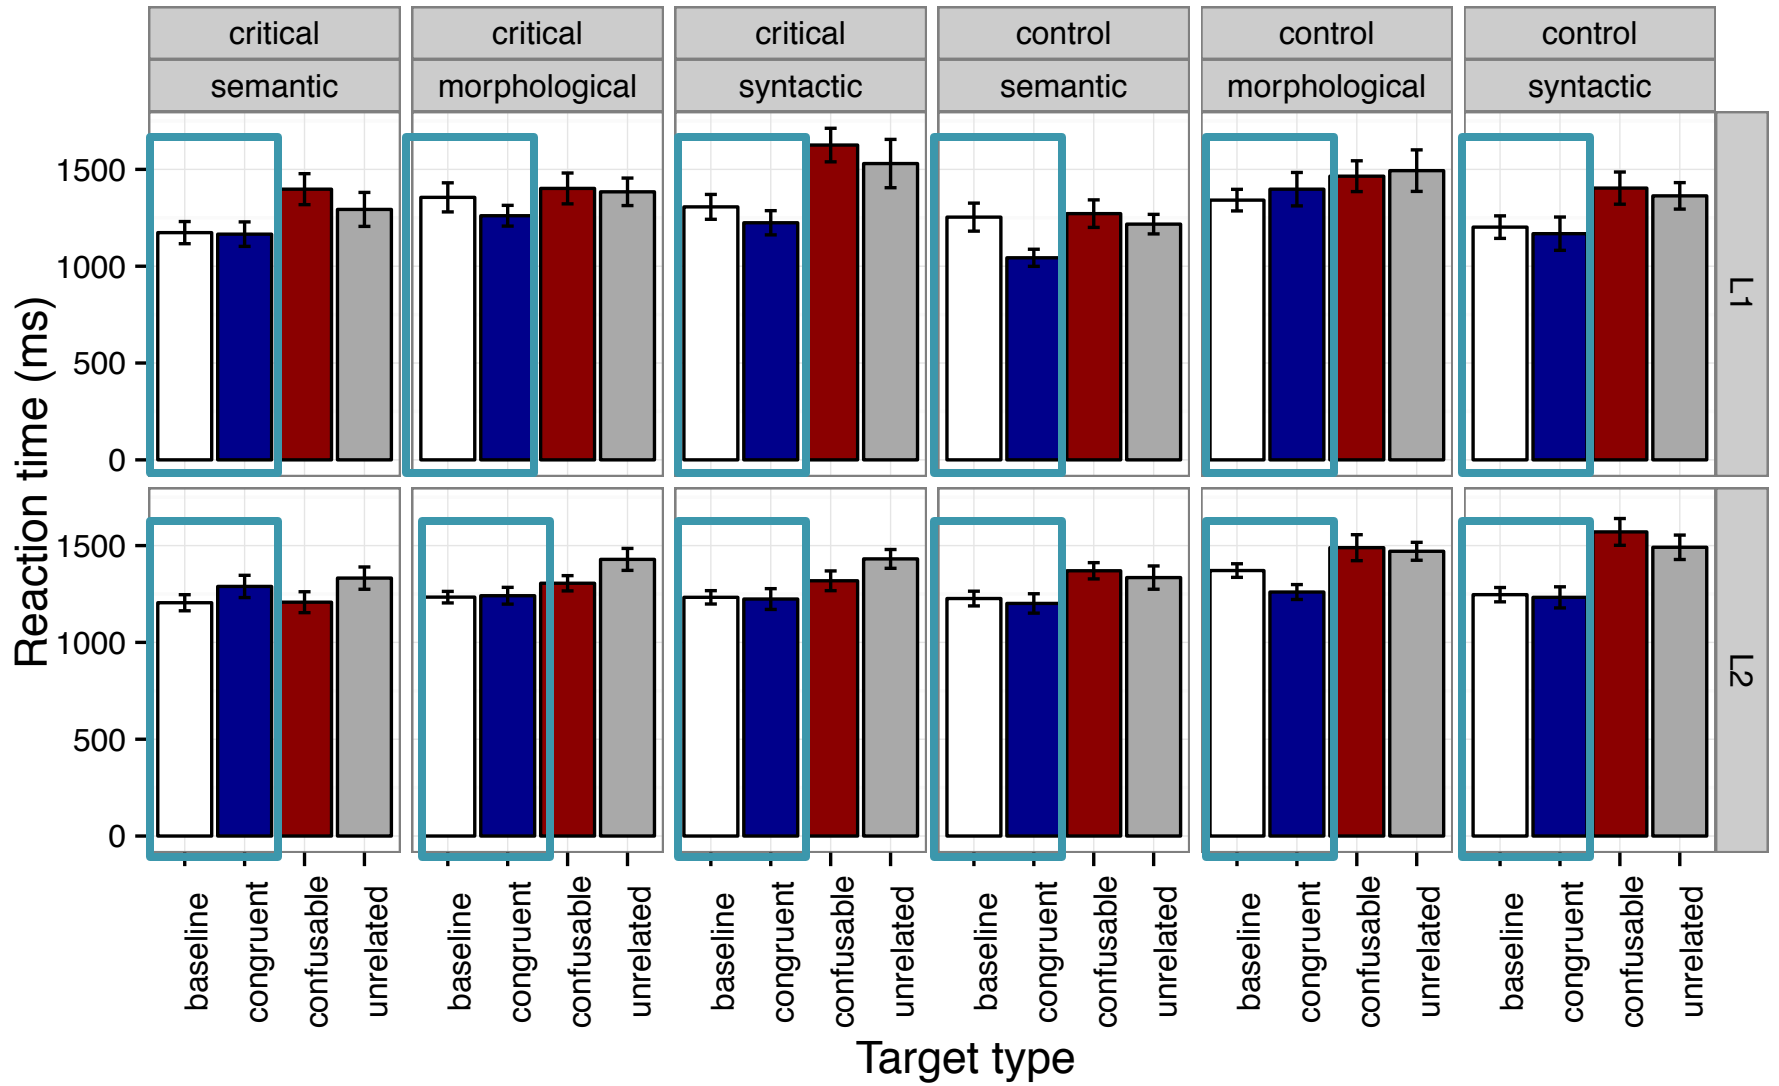 critical critical critical control control control
semantic morphological syntactic semantic morphological syntactic
Reaction time (ms)
1500
1000
500
0
L1
1500
1000
500
0
L2
baseline congruent confusable unrelated baseline congruent confusable unrelated baseline congruent confusable unrelated baseline congruent confusable unrelated baseline congruent confusable unrelated baseline congruent confusable unrelated
Target type